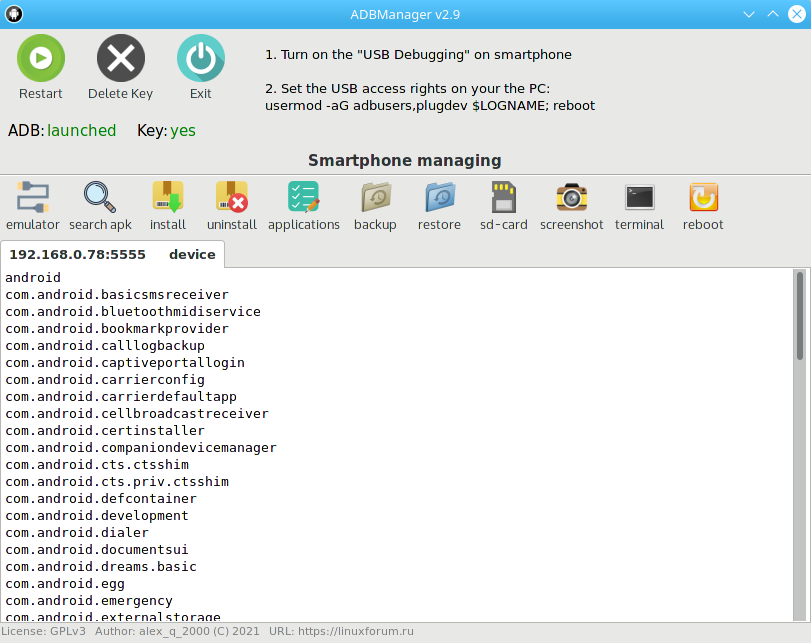 ADBManager v2.9
1. Turn on the "USB Debugging" on smartphone
2. Set the USB access rights on your the PC:
usermod -aG adbusers,plugdev $LOGNAME; reboot
Restart Delete Key Exit
ADB: launched Key: yes
Smartphone managing
emulator search apk install uninstall applications backup restore sd-card screenshot terminal reboot
192.168.0.78:5555 device
android
com.android.basicsmsreceiver
com.android.bluetoothmidiservice
com.android.bookmarkprovider
com.android.calllogbackup
com.android.captiveportallogin
com.android.carrierconfig
com.android.carrierdefaultapp
com.android.cellbroadcastreceiver
com.android.certinstaller
com.android.companiondevicemanager
com.android.cts.ctsshim
com.android.cts.priv.ctsshim
com.android.defcontainer
com.android.development
com.android.dialer
com.android.documentsui
com.android.dreams.basic
com.android.egg
com.android.emergency
com.android.externalstorage
License: GPLv3 Author: alex_q_2000 (C) 2021 URL: https://linuxforum.ru